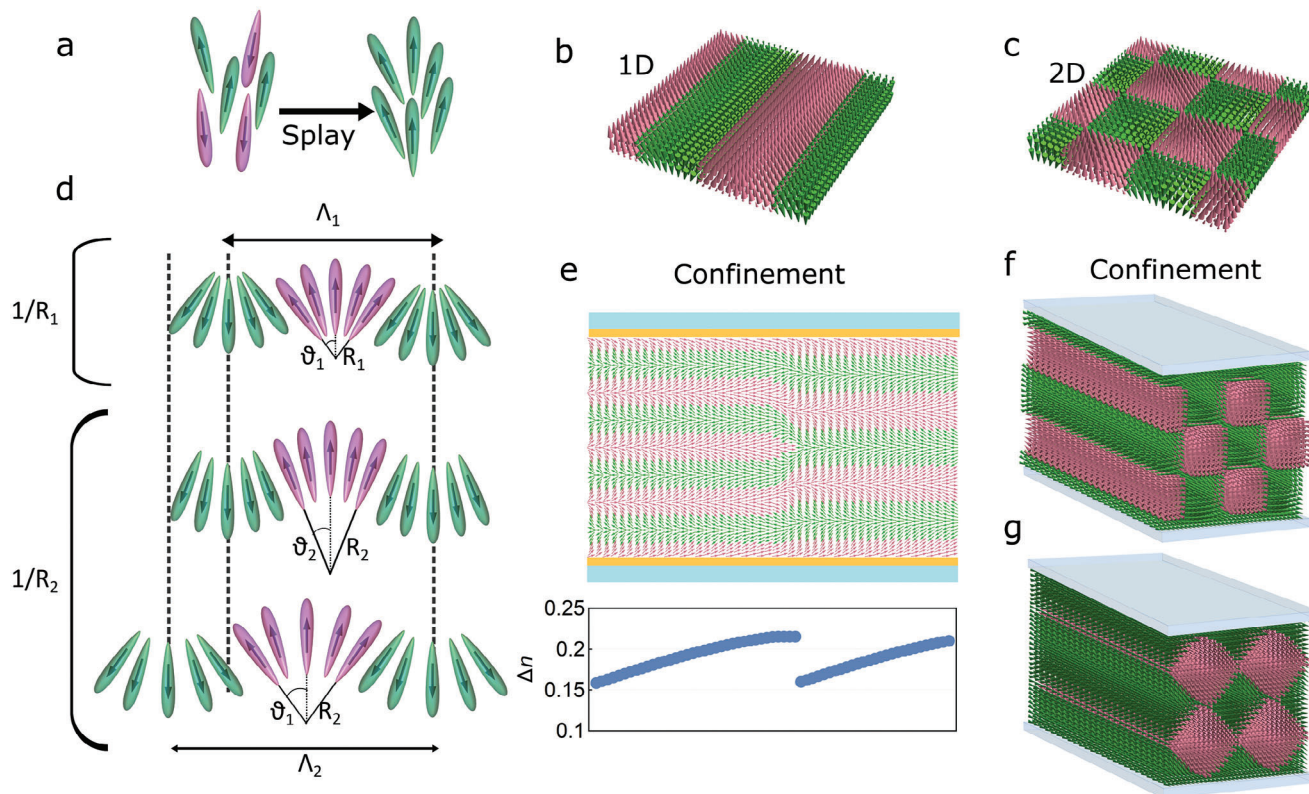 a
Splay
b
1D
c
2D
d
Λ₁
1/R₁
ϑ₁
R₁
1/R₂
ϑ₂
R₂
ϑ₁
R₂
Λ₂
e
Confinement
0.25
0.2
0.15
0.1
Δn
f
Confinement
g